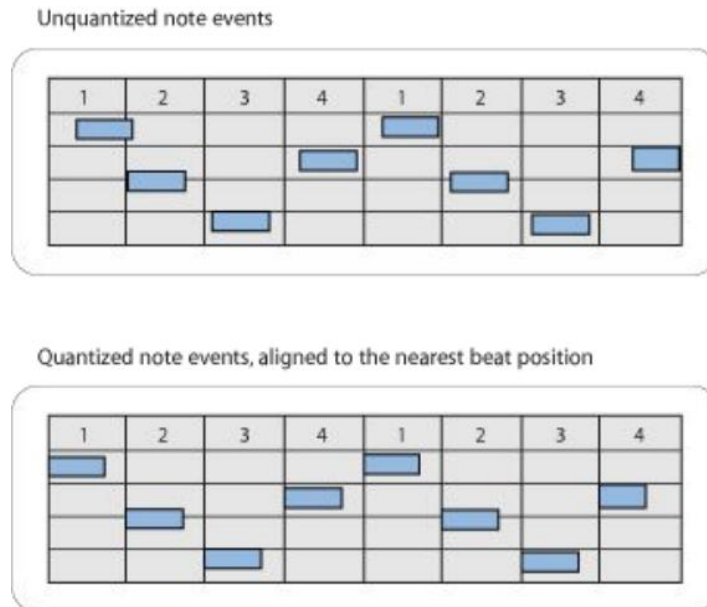 Unquantized note events
1 2 3 4 1 2 3 4
Quantized note events, aligned to the nearest beat position
1 2 3 4 1 2 3 4